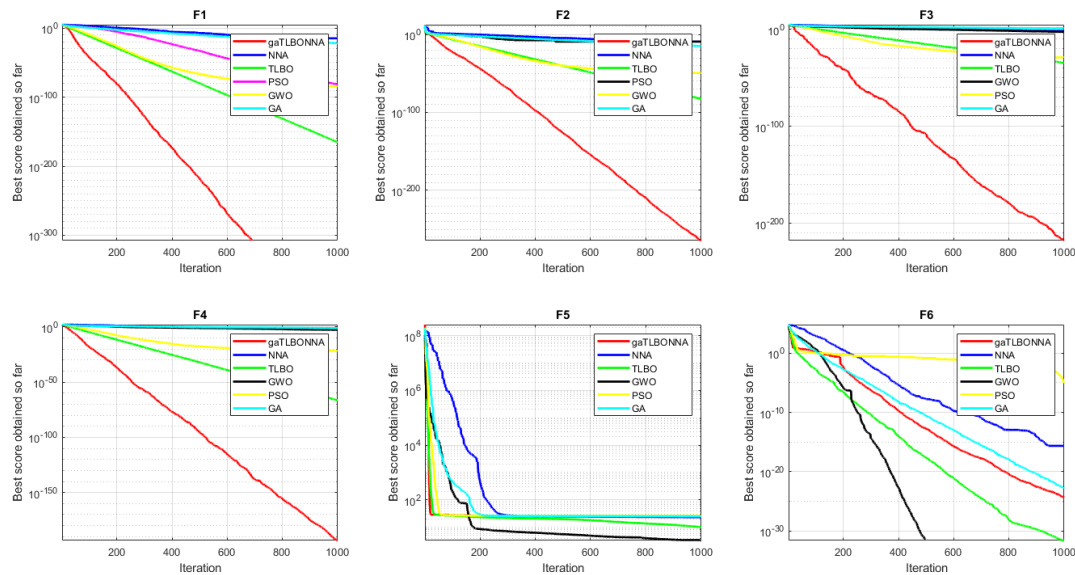 F1
Best score obtained so far
10^0
10^-100
10^-200
10^-300
200 400 600 800 1000
Iteration
gaTLBONNA
NNA
TLBO
PSO
GWO
GA
F2
Best score obtained so far
10^0
10^-100
10^-200
200 400 600 800 1000
Iteration
gaTLBONNA
NNA
TLBO
PSO
GWO
GA
F3
Best score obtained so far
10^0
10^-100
10^-200
200 400 600 800 1000
Iteration
gaTLBONNA
NNA
TLBO
GWO
PSO
GA
F4
Best score obtained so far
10^0
10^-50
10^-100
10^-150
200 400 600 800 1000
Iteration
gaTLBONNA
NNA
TLBO
GWO
PSO
GA
F5
Best score obtained so far
10^8
10^6
10^4
10^2
200 400 600 800 1000
Iteration
gaTLBONNA
NNA
TLBO
GWO
PSO
GA
F6
Best score obtained so far
10^0
10^-10
10^-20
10^-30
200 400 600 800 1000
Iteration
gaTLBONNA
NNA
TLBO
GWO
PSO
GA